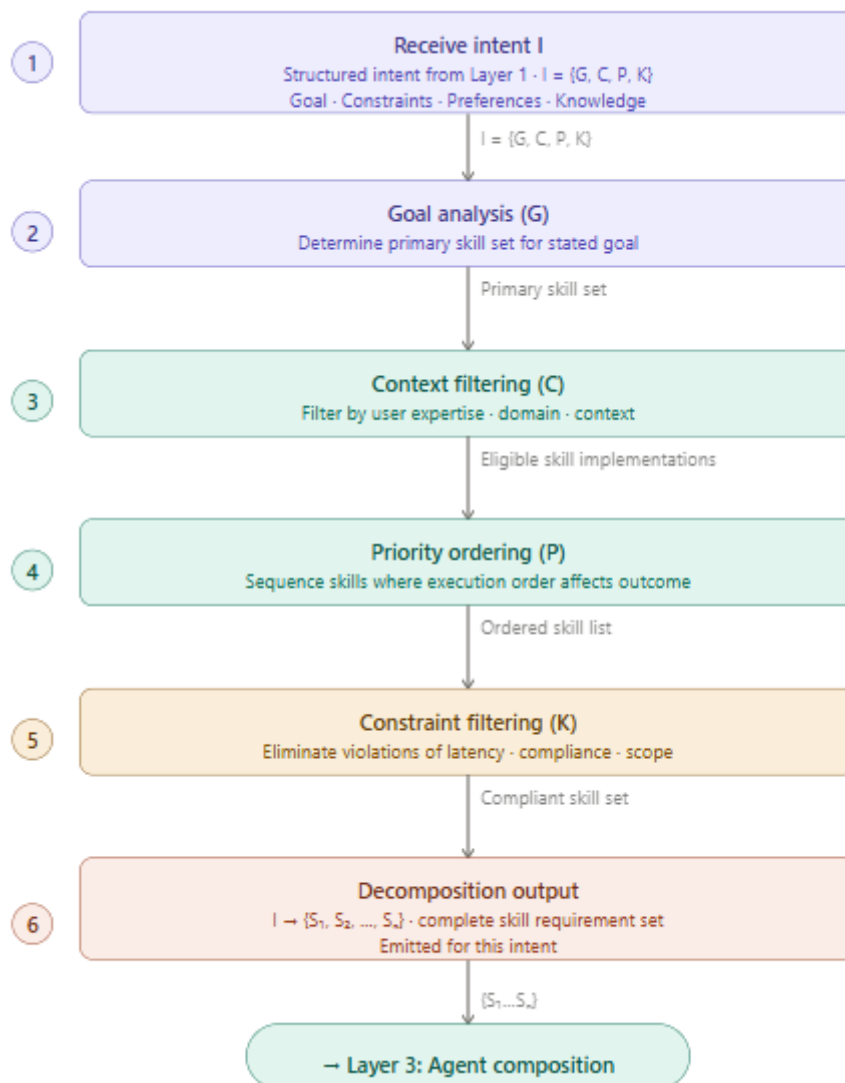 1
Receive intent I
Structured intent from Layer 1 · I = {G, C, P, K}
Goal · Constraints · Preferences · Knowledge
I = {G, C, P, K}
2
Goal analysis (G)
Determine primary skill set for stated goal
Primary skill set
3
Context filtering (C)
Filter by user expertise · domain · context
Eligible skill implementations
4
Priority ordering (P)
Sequence skills where execution order affects outcome
Ordered skill list
5
Constraint filtering (K)
Eliminate violations of latency · compliance · scope
Compliant skill set
6
Decomposition output
I → {S₁, S₂, ..., Sₙ} · complete skill requirement set
Emitted for this intent
{S₁...Sₙ}
→ Layer 3: Agent composition